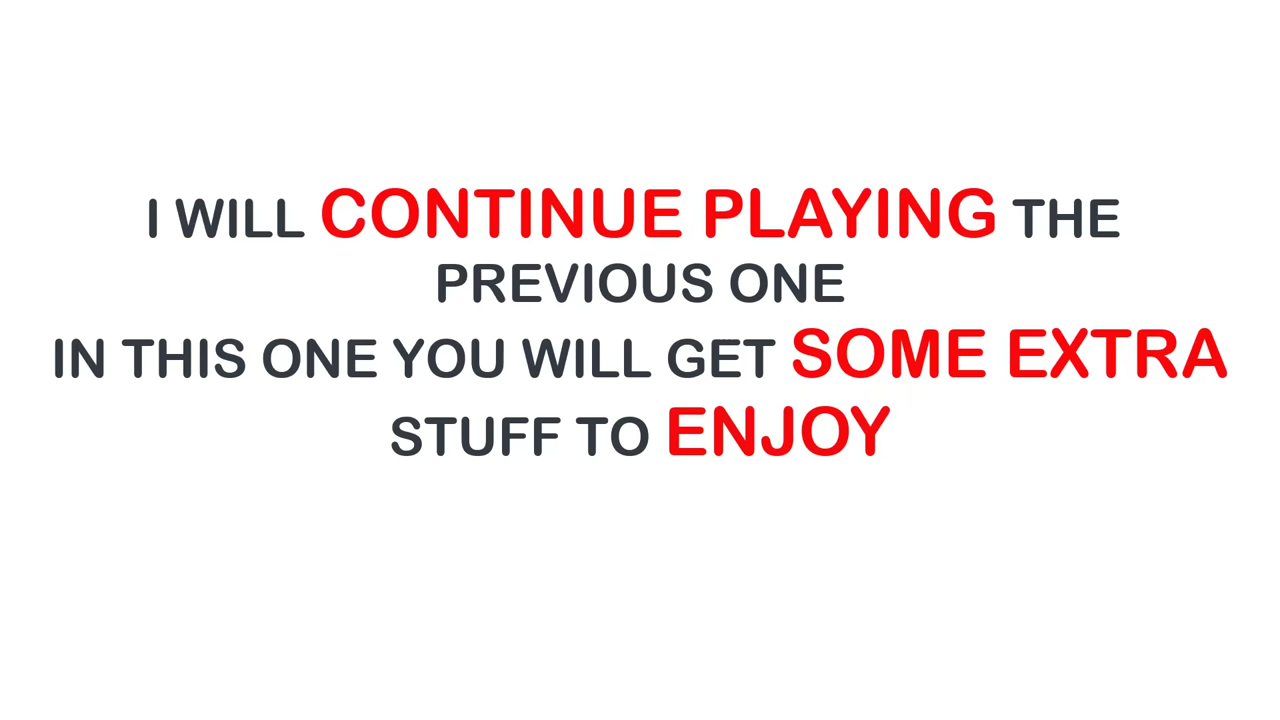 I WILL CONTINUE PLAYING THE
PREVIOUS ONE
IN THIS ONE YOU WILL GET SOME EXTRA
STUFF TO ENJOY